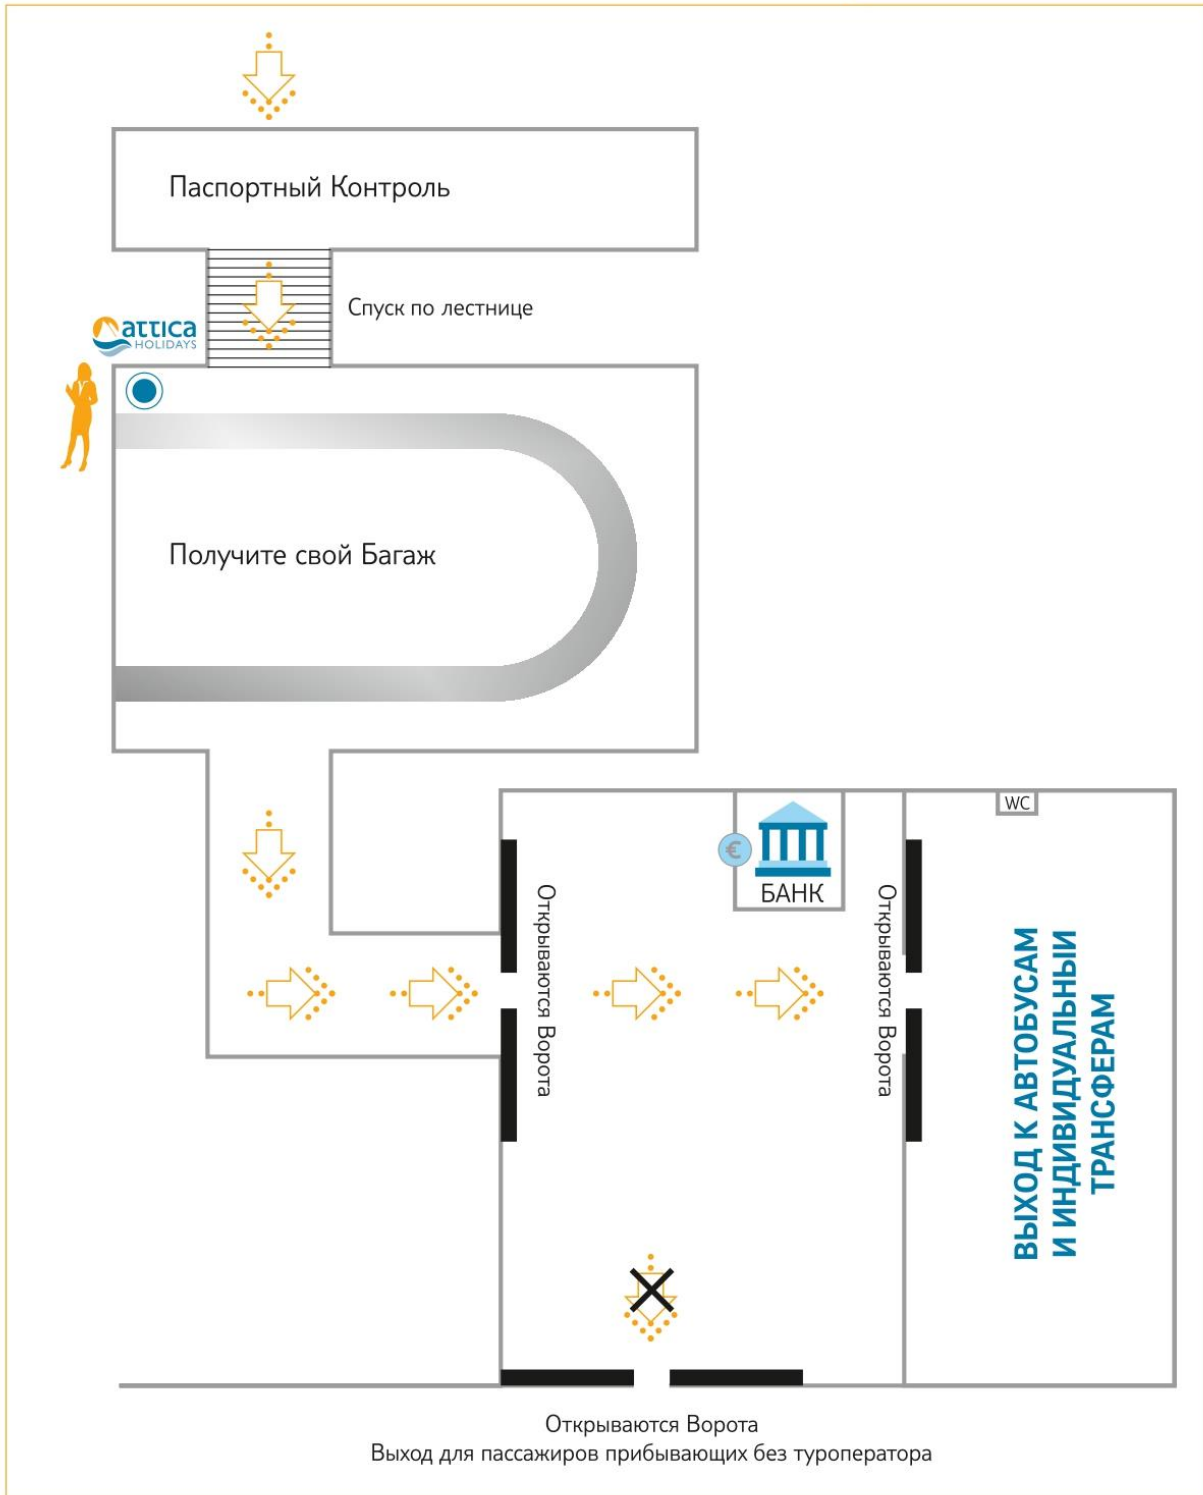 Паспортный Контроль
Спуск по лестнице
attica
HOLIDAYS
Получите свой Багаж
WC
€
БАНК
Открываются Ворота
Открываются Ворота
ВЫХОД К АВТОБУСАМ
И ИНДИВИДУАЛЬНЫЙ
ТРАНСФЕРАМ
Открываются Ворота
Выход для пассажиров прибывающих без туроператора